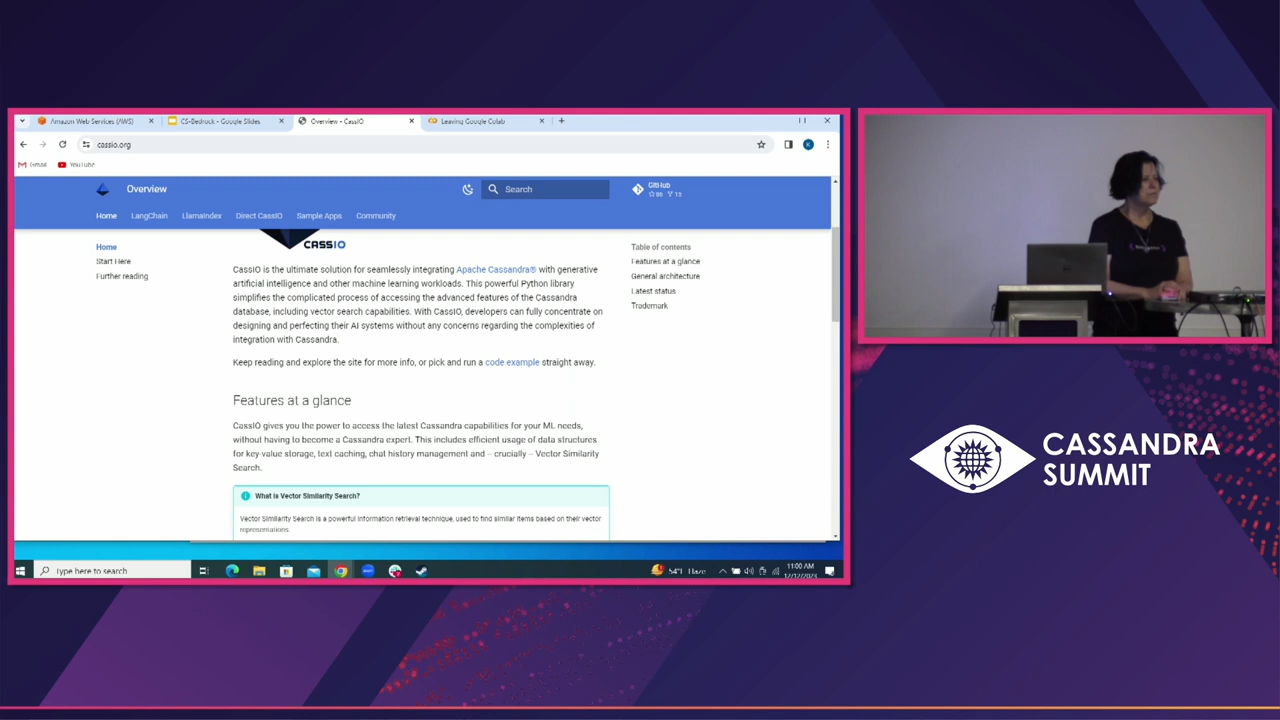 Amazon Web Services (AWS)
CS-Bedrock - Google Slides
Overview - CassIO
Leaving Google Colab
cassio.org
K
Gmail
YouTube
Overview
Search
GitHub
86 15
Home
LangChain
LlamaIndex
Direct CassIO
Sample Apps
Community
CASSIO
Home
Start Here
Further reading
CassIO is the ultimate solution for seamlessly integrating Apache Cassandra® with generative
artificial intelligence and other machine learning workloads. This powerful Python library
simplifies the complicated process of accessing the advanced features of the Cassandra
database, including vector search capabilities. With CassIO, developers can fully concentrate on
designing and perfecting their AI systems without any concerns regarding the complexities of
integration with Cassandra.
Keep reading and explore the site for more info, or pick and run a code example straight away.
Features at a glance
CassIO gives you the power to access the latest Cassandra capabilities for your ML needs,
without having to become a Cassandra expert. This includes efficient usage of data structures
for key-value storage, text caching, chat history management and – crucially – Vector Similarity
Search.
What is Vector Similarity Search?
Vector Similarity Search is a powerful information retrieval technique, used to find similar items based on their vector
representations.
Table of contents
Features at a glance
General architecture
Latest status
Trademark
Type here to search
54°F Haze
11:00 AM
12/12/2023
CASSANDRA
SUMMIT